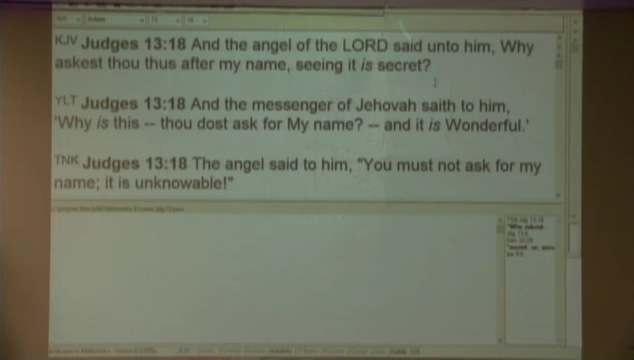 KJV Judges 13:18 And the angel of the LORD said unto him, Why
askest thou thus after my name, seeing it is secret?
YLT Judges 13:18 And the messenger of Jehovah saith to him,
'Why is this -- thou dost ask for My name? -- and it is Wonderful.'
TNK Judges 13:18 The angel said to him, "You must not ask for my
name; it is unknowable!"